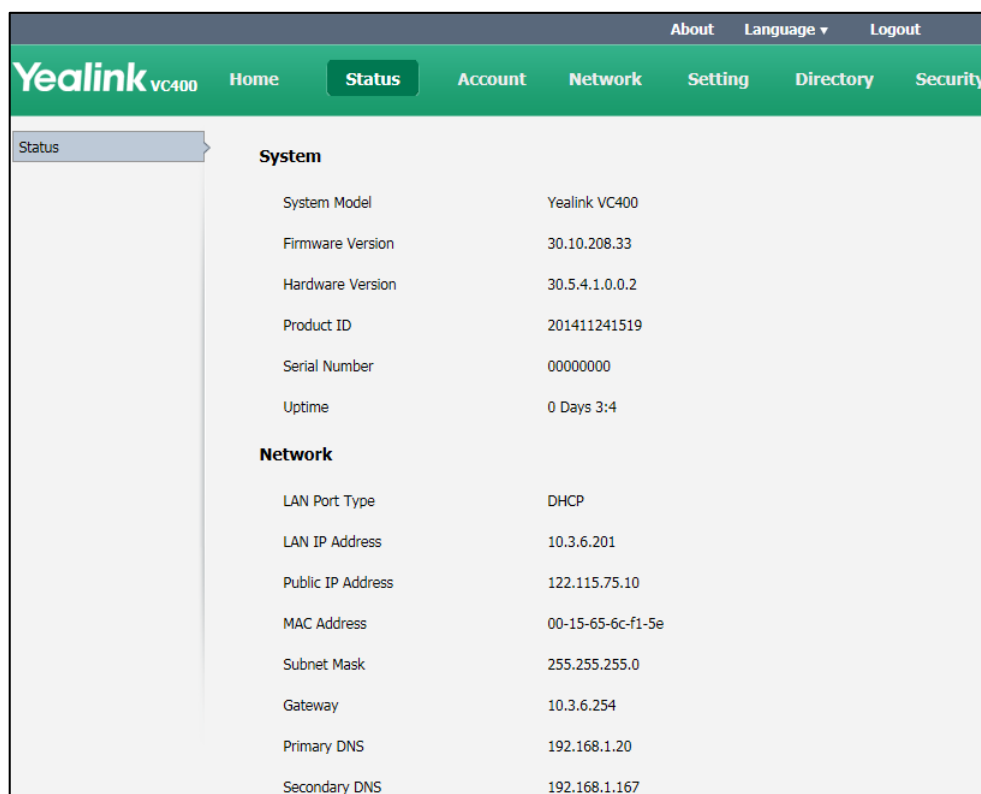 About Language ▾ Logout
Yealink VC400 Home Status Account Network Setting Directory Security
Status
System
System Model Yealink VC400
Firmware Version 30.10.208.33
Hardware Version 30.5.4.1.0.0.2
Product ID 201411241519
Serial Number 00000000
Uptime 0 Days 3:4
Network
LAN Port Type DHCP
LAN IP Address 10.3.6.201
Public IP Address 122.115.75.10
MAC Address 00-15-65-6c-f1-5e
Subnet Mask 255.255.255.0
Gateway 10.3.6.254
Primary DNS 192.168.1.20
Secondary DNS 192.168.1.167